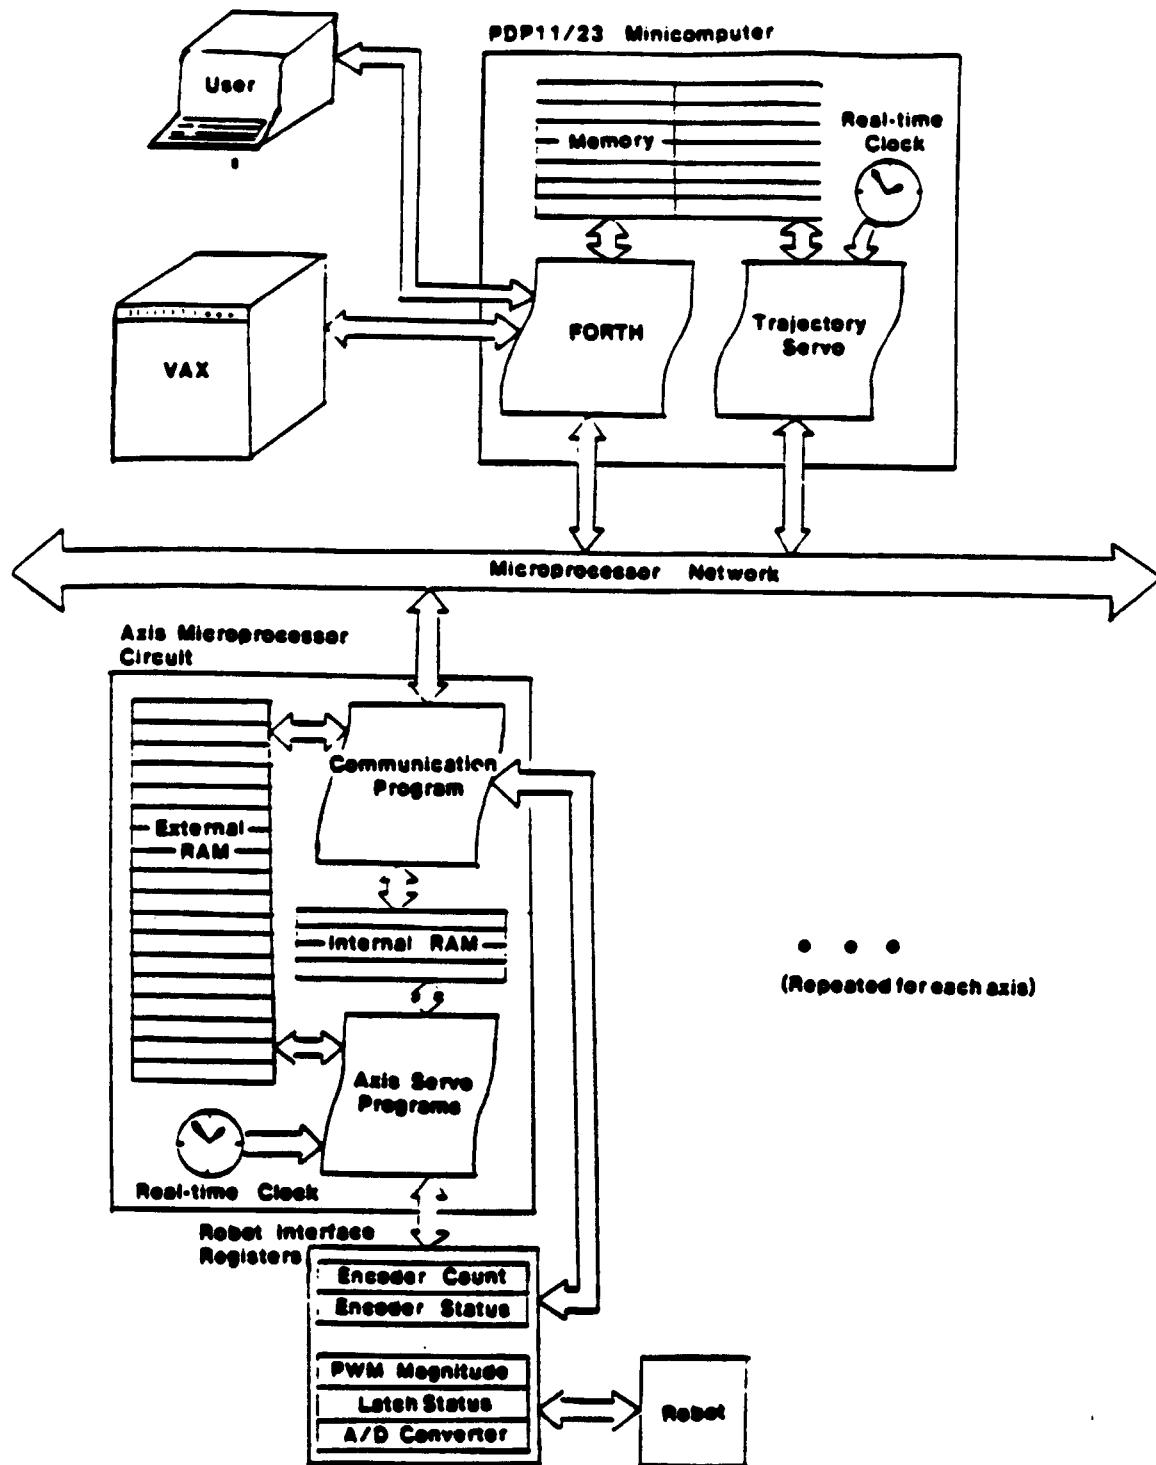 PDP11/23 Minicomputer
User
Memory
Real-time
Clock
FORTH
Trajectory
Servo
VAX
Microprocessor Network
Axis Microprocessor
Circuit
Communication
Program
External
RAM
Internal RAM
(Repeated for each axis)
Axis Servo
Programs
Real-time Clock
Robot Interface
Registers
Encoder Count
Encoder Status
PWM Magnitude
Latch Status
A/D Converter
Robot